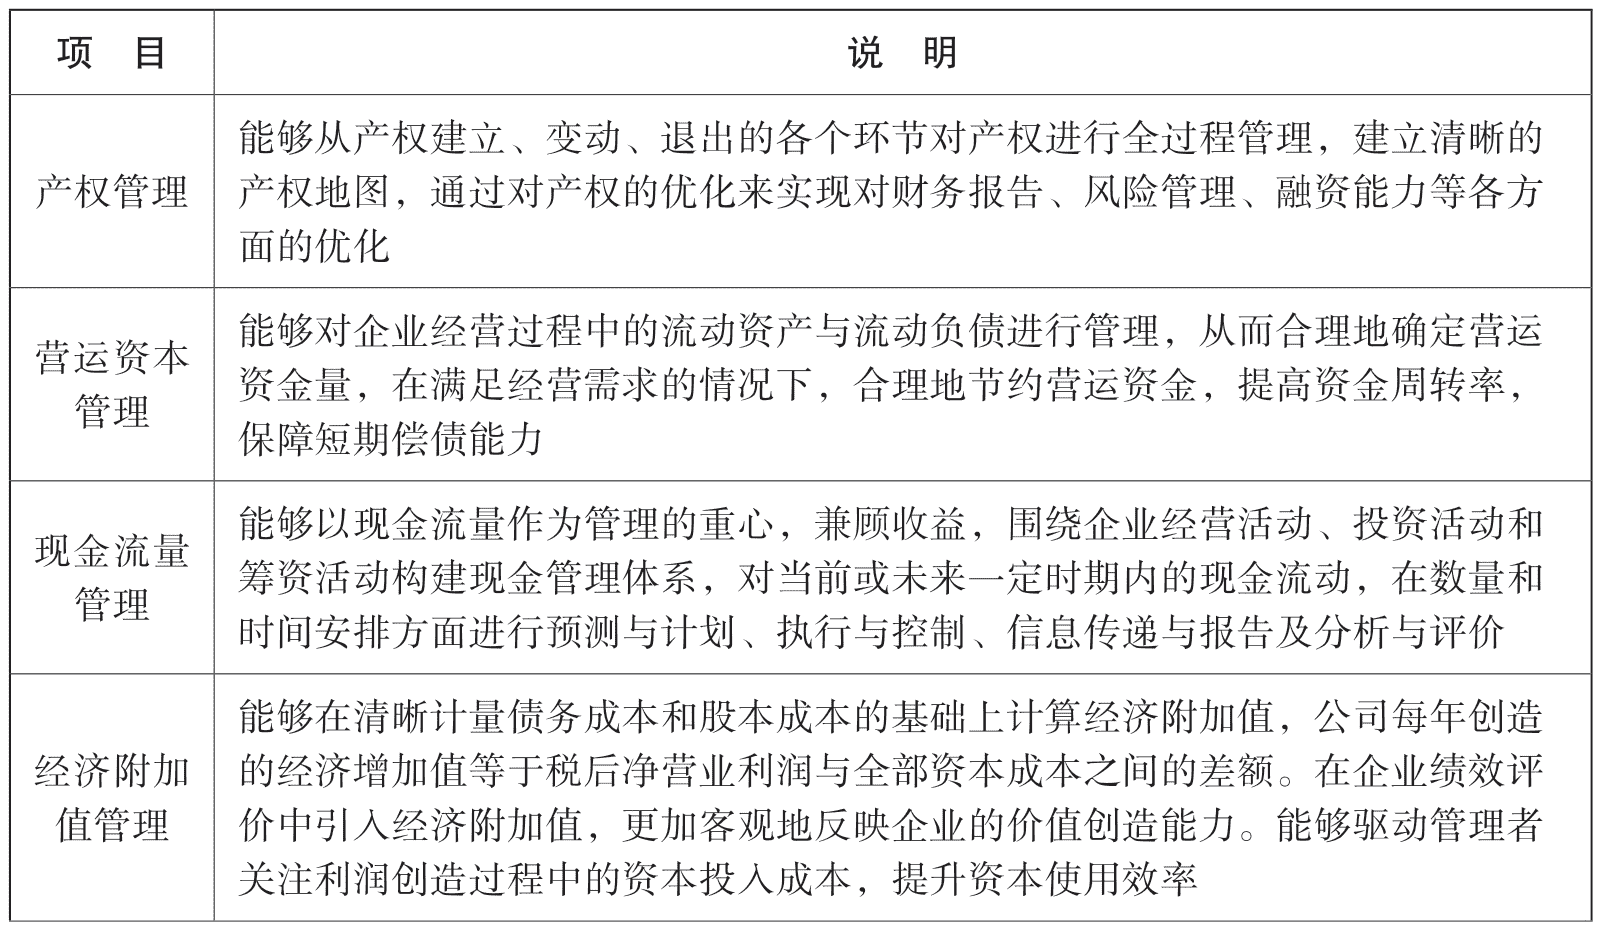 项 目
说 明
产权管理
能够从产权建立、变动、退出的各个环节对产权进行全过程管理，建立清晰的
产权地图，通过对产权的优化来实现对财务报告、风险管理、融资能力等各方
面的优化
营运资本
管理
能够对企业经营过程中的流动资产与流动负债进行管理，从而合理地确定营运
资金量，在满足经营需求的情况下，合理地节约营运资金，提高资金周转率，
保障短期偿债能力
现金流量
管理
能够以现金流量作为管理的重心，兼顾收益，围绕企业经营活动、投资活动和
筹资活动构建现金管理体系，对当前或未来一定时期内的现金流动，在数量和
时间安排方面进行预测与计划、执行与控制、信息传递与报告及分析与评价
经济附加
值管理
能够在清晰计量债务成本和股本成本的基础上计算经济附加值，公司每年创造
的经济增加值等于税后净营业利润与全部资本成本之间的差额。在企业绩效评
价中引入经济附加值，更加客观地反映企业的价值创造能力。能够驱动管理者
关注利润创造过程中的资本投入成本，提升资本使用效率